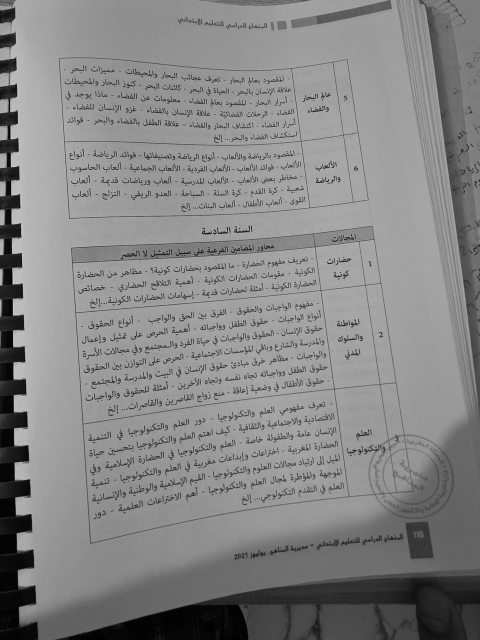 المنهاج الدراسي للتعليم الابتدائي
5
عالم البحار
والفضاء
- المقصود بعالم البحار - تعرف عجائب البحار والمحيطات - مميزات البحر -
علاقة الإنسان بالبحر - الحياة في البحر - كائنات البحر - كنوز البحار والمحيطات
- أسرار البحار - المقصود بعالم الفضاء - معلومات عن الفضاء - ماذا يوجد في
الفضاء - الرحلات الفضائية - علاقة الإنسان بالفضاء - غزو الإنسان للفضاء -
أسرار الفضاء - اكتشاف البحار والفضاء - علاقة الطفل بالفضاء والبحر - فوائد
استكشاف الفضاء والبحر... إلخ
6
الألعاب
والرياضة
- المقصود بالرياضة والألعاب - أنواع الرياضة وتصنيفاتها - فوائد الرياضة - أنواع
الألعاب - فوائد الألعاب - الألعاب الفردية - الألعاب الجماعية - ألعاب الحاسوب
- مخاطر بعض الألعاب - الألعاب المدرسية - ألعاب ورياضات قديمة - ألعاب
شعبية - كرة القدم - كرة السلة - السباحة - العدو الريفي - التزلج - ألعاب
القوى - ألعاب الأطفال - ألعاب البنات... إلخ
السنة السادسة
المجالات
محاور المضامين الفرعية على سبيل التمثيل لا الحصر
1
حضارات
كونية
- تعريف مفهوم الحضارة - ما المقصود بحضارات كونية؟ - مظاهر من الحضارة
الكونية - مقومات الحضارات الكونية - أهمية التلاقح الحضاري - خصائص
الحضارة الكونية - أمثلة لحضارات قديمة - إسهامات الحضارات الكونية...إلخ
2
المواطنة
والسلوك
المدني
- مفهوم الواجبات والحقوق - الفرق بين الحق والواجب - أنواع الحقوق -
أنواع الواجبات - حقوق الطفل وواجباته - أهمية الحرص على تمثيل وإعمال
حقوق الإنسان - الحقوق والواجبات في حياة الفرد والمجتمع وفي مجالات الأسرة
والمدرسة والشارع وباقي المؤسسات الاجتماعية - الحرص على التوازن بين الحقوق
والواجبات - مظاهر خرق مبادئ حقوق الإنسان في البيت والمدرسة والمجتمع -
حقوق الطفل وواجباته تجاه نفسه وتجاه الآخرين - أمثلة للحقوق والواجبات
- حقوق الأطفال في وضعية إعاقة - منع زواج القاصرين والقاصرات... إلخ
3
العلم
والتكنولوجيا
- تعرف مفهومي العلم والتكنولوجيا - دور العلم والتكنولوجيا في التنمية
الاقتصادية والاجتماعية والثقافية - كيف اهتم العلم والتكنولوجيا بتحسين حياة
الإنسان عامة والطفولة خاصة - العلم والتكنولوجيا في الحضارة الإسلامية وفي
الحضارة المغربية - اختراعات وإبداعات مغربية في العلم والتكنولوجيا - تنمية
الميل إلى ارتياد مجالات العلوم والتكنولوجيا - القيم الإسلامية والوطنية والإنسانية
الموجهة والمؤطرة لمجال العلم والتكنولوجيا - أهم الاختراعات العلمية - دور
العلم في التقدم التكنولوجي... إلخ
116
المنهاج الدراسي للتعليم الابتدائي – مديرية المناهج. يوليوز 2021